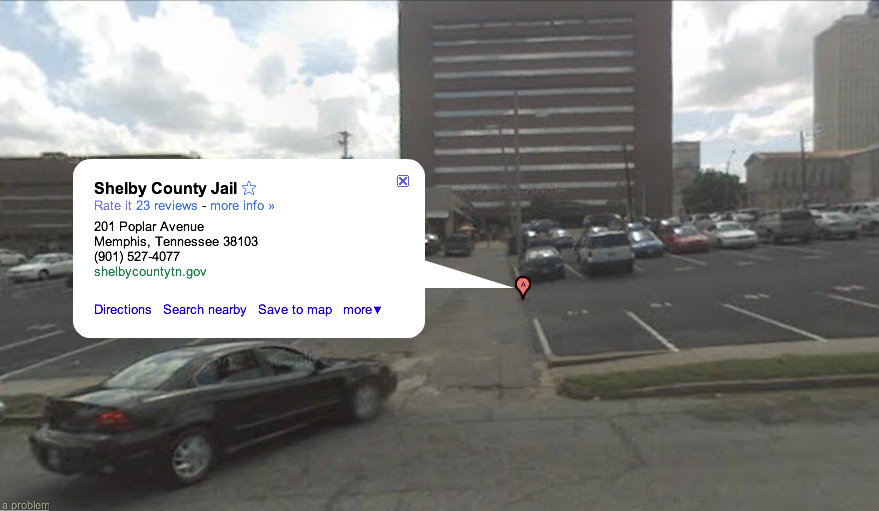 Shelby County Jail
Rate it 23 reviews - more info »
201 Poplar Avenue
Memphis, Tennessee 38103
(901) 527-4077
shelbycountytn.gov
Directions Search nearby Save to map more▼
A
a problem